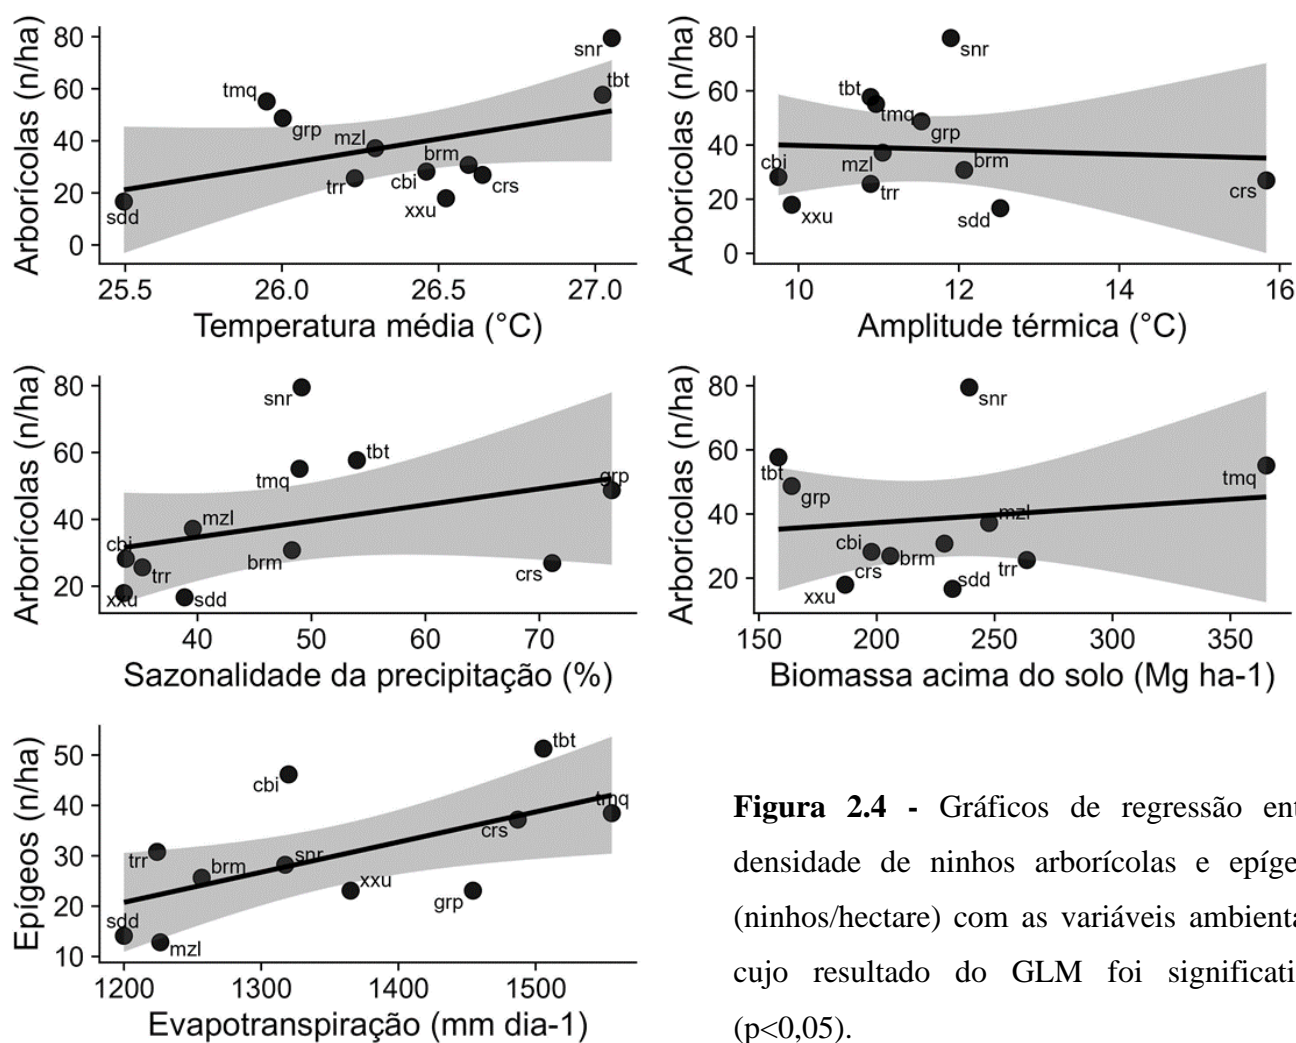 Arborícolas (n/ha)
80
60
40
20
0
snr
tbt
tmq
grp
mzl
brm
trr
cbi
crs
xxu
sdd
25.5 26.0 26.5 27.0
Temperatura média (°C)
Arborícolas (n/ha)
80
60
40
20
0
snr
tbt
tmq
grp
cbi
mzl
brm
trr
crs
xxu
sdd
10 12 14 16
Amplitude térmica (°C)
Arborícolas (n/ha)
80
60
40
20
snr
tbt
tmq
grp
mzl
cbi
brm
trr
crs
xxu
sdd
40 50 60 70
Sazonalidade da precipitação (%)
Arborícolas (n/ha)
80
60
40
20
snr
tbt
tmq
grp
mzl
cbi
brm
crs
trr
sdd
xxu
150 200 250 300 350
Biomassa acima do solo (Mg ha-1)
Epígeos (n/ha)
50
40
30
20
10
tbt
cbi
tmq
crs
trr
brm
snr
xxu
grp
sdd
mzl
1200 1300 1400 1500
Evapotranspiração (mm dia-1)
Figura 2.4 - Gráficos de regressão ent
densidade de ninhos arborícolas e epíge
(ninhos/hectare) com as variáveis ambienta
cujo resultado do GLM foi significati
(p<0,05).